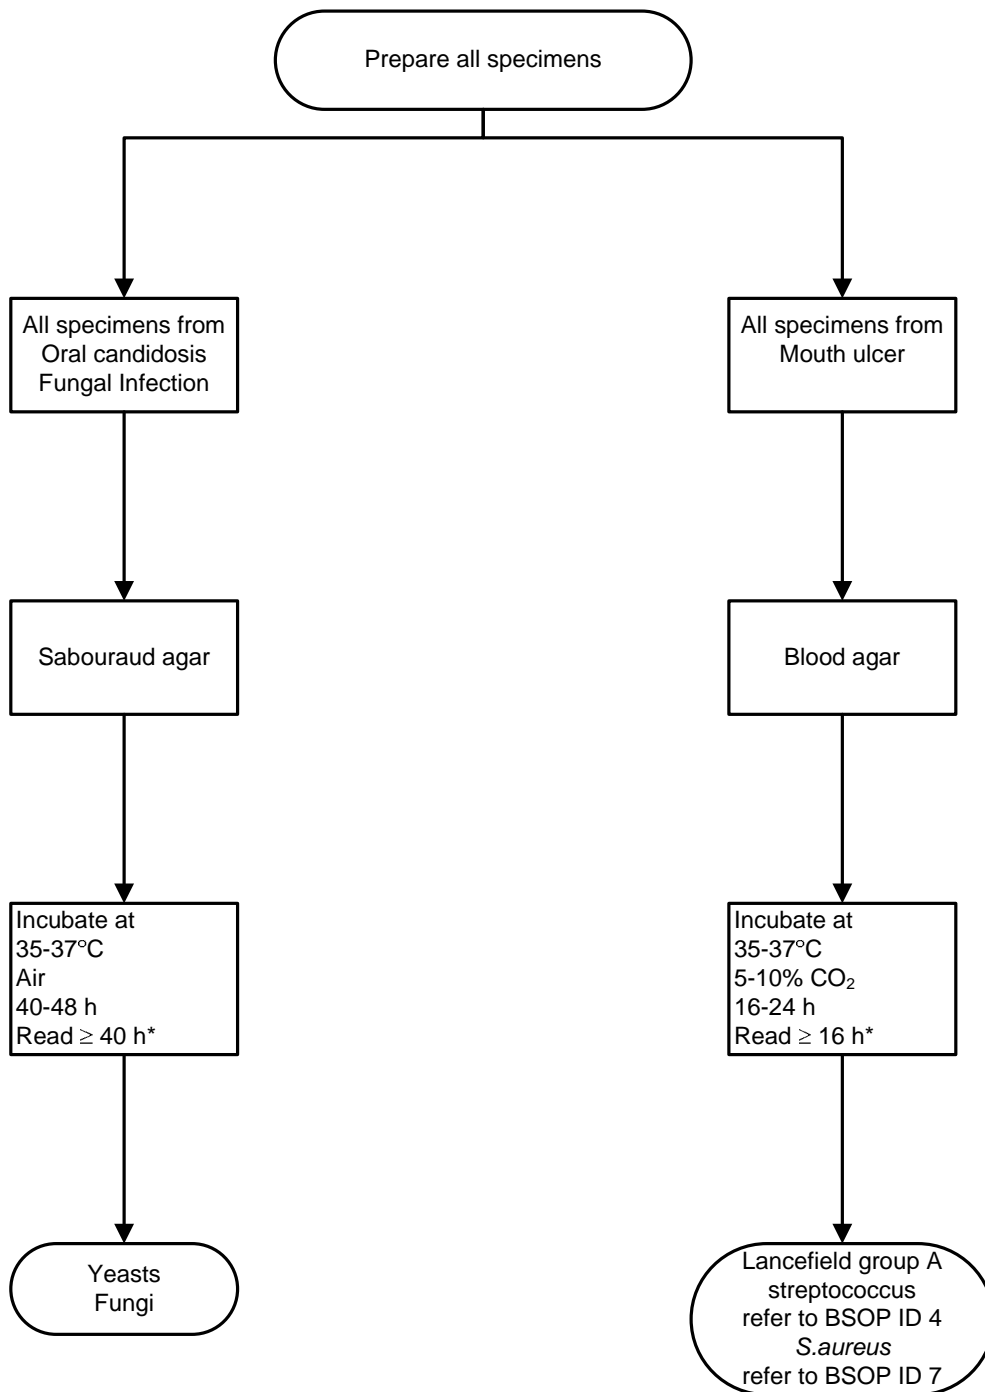 Prepare all specimens
All specimens from
Oral candidosis
Fungal Infection
All specimens from
Mouth ulcer
Sabouraud agar
Blood agar
Incubate at
35-37°C
Air
40-48 h
Read ≥ 40 h*
Incubate at
35-37°C
5-10% CO₂
16-24 h
Read ≥ 16 h*
Yeasts
Fungi
Lancefield group A
streptococcus
refer to BSOP ID 4
S.aureus
refer to BSOP ID 7